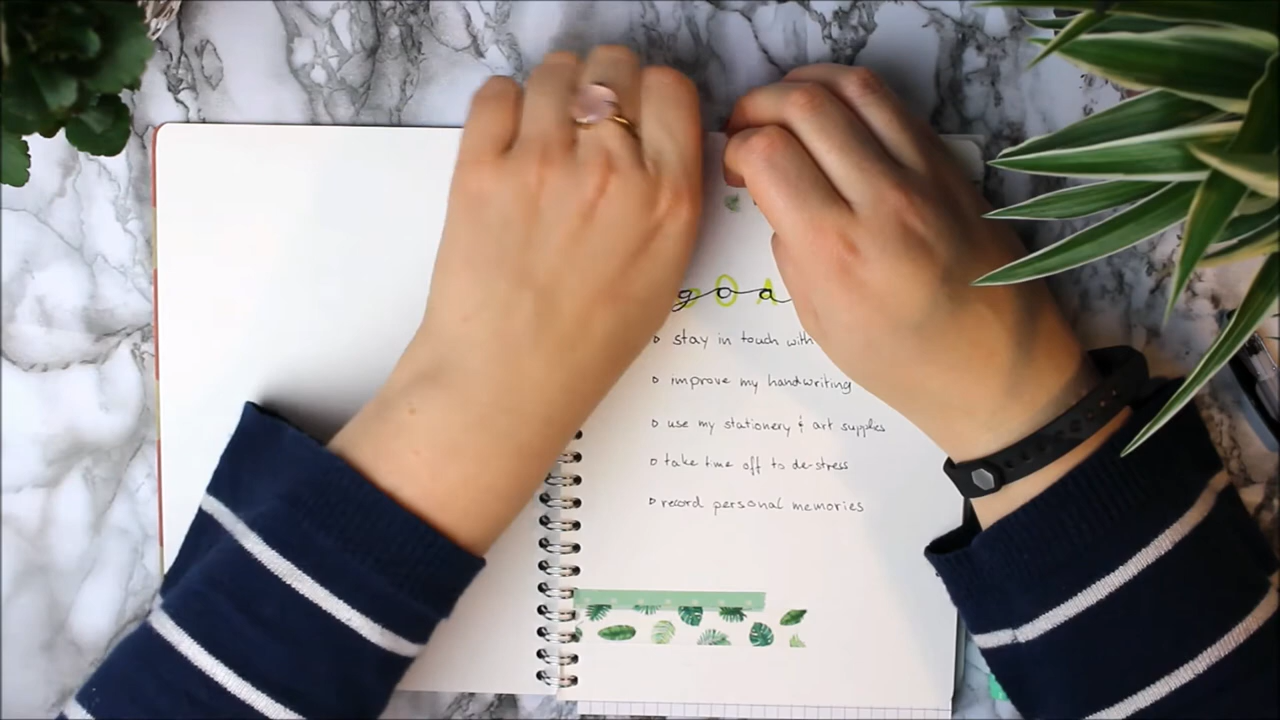 goa
stay in touch with
improve my handwriting
use my stationery & art supplies
take time off to de-stress
record personal memories